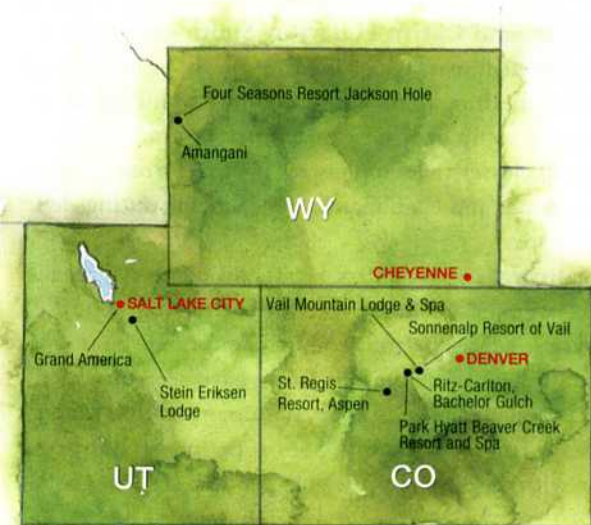 Four Seasons Resort Jackson Hole
Amangani
WY
CHEYENNE
SALT LAKE CITY
Grand America
Stein Eriksen
Lodge
UT
Vail Mountain Lodge & Spa
Sonnenalp Resort of Vail
DENVER
St. Regis
Resort, Aspen
Ritz-Carlton,
Bachelor Gulch
Park Hyatt Beaver Creek
Resort and Spa
CO